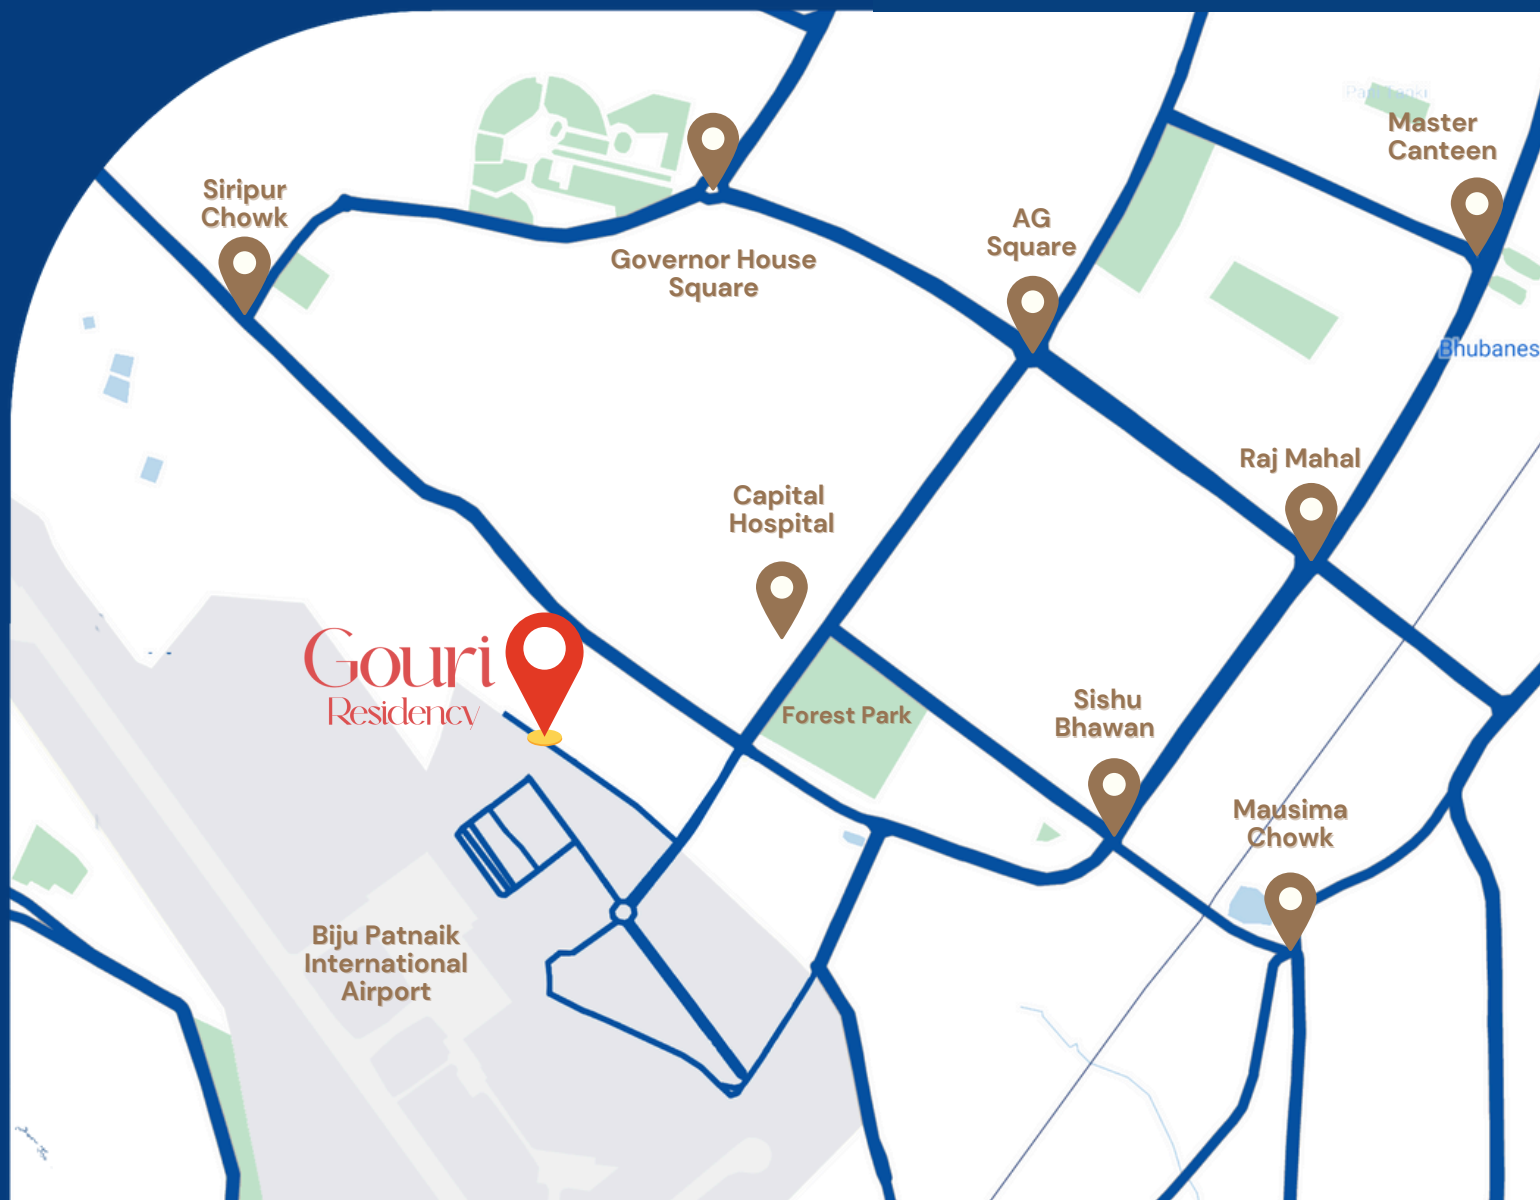 Master
Canteen
Siripur
Chowk
AG
Square
Governor House
Square
Bhubanes
Raj Mahal
Capital
Hospital
Gouri
Residency
Forest Park
Sishu
Bhawan
Mausima
Chowk
Biju Patnaik
International
Airport